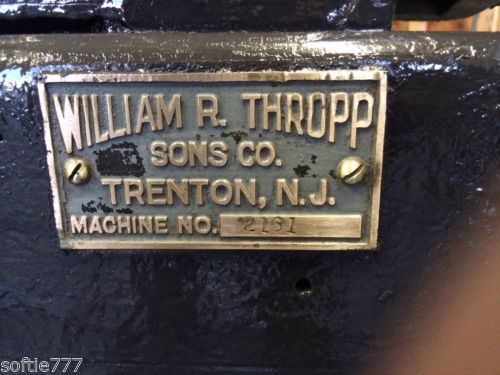 WILLIAM R. THROPP
SONS CO.
TRENTON, N.J.
MACHINE NO. 2131
softie777